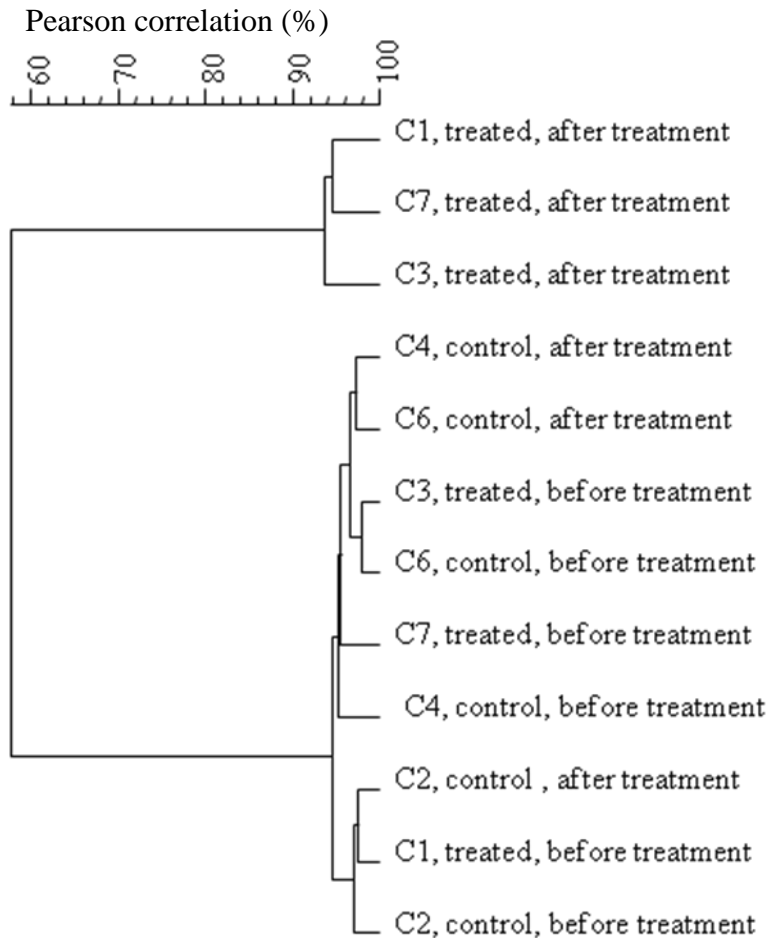 Pearson correlation (%)
60 70 80 90 100
C1, treated, after treatment
C7, treated, after treatment
C3, treated, after treatment
C4, control, after treatment
C6, control, after treatment
C3, treated, before treatment
C6, control, before treatment
C7, treated, before treatment
C4, control, before treatment
C2, control , after treatment
C1, treated, before treatment
C2, control, before treatment